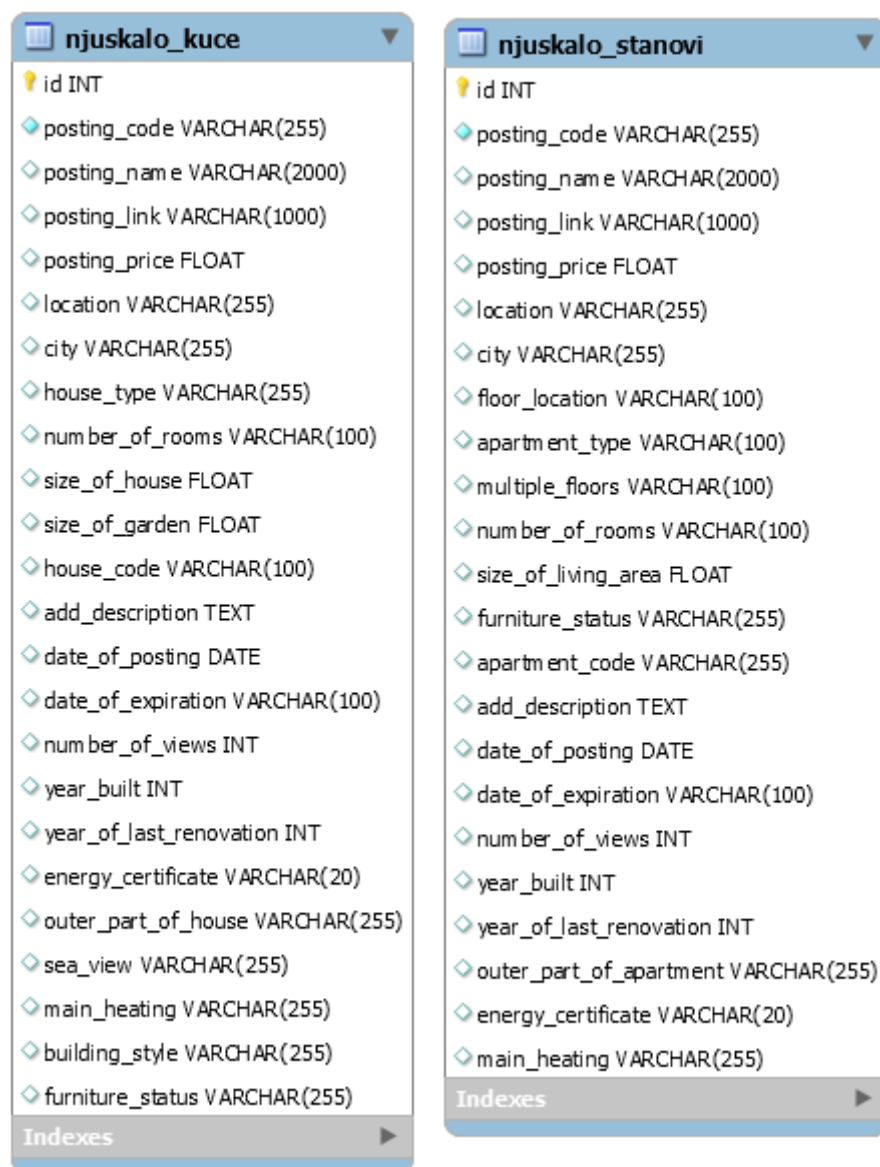 njuskalo_kuce
id INT
posting_code VARCHAR(255)
posting_name VARCHAR(2000)
posting_link VARCHAR(1000)
posting_price FLOAT
location VARCHAR(255)
city VARCHAR(255)
house_type VARCHAR(255)
number_of_rooms VARCHAR(100)
size_of_house FLOAT
size_of_garden FLOAT
house_code VARCHAR(100)
add_description TEXT
date_of_posting DATE
date_of_expiration VARCHAR(100)
number_of_views INT
year_built INT
year_of_last_renovation INT
energy_certificate VARCHAR(20)
outer_part_of_house VARCHAR(255)
sea_view VARCHAR(255)
main_heating VARCHAR(255)
building_style VARCHAR(255)
furniture_status VARCHAR(255)
Indexes
njuskalo_stanovi
id INT
posting_code VARCHAR(255)
posting_name VARCHAR(2000)
posting_link VARCHAR(1000)
posting_price FLOAT
location VARCHAR(255)
city VARCHAR(255)
floor_location VARCHAR(100)
apartment_type VARCHAR(100)
multiple_floors VARCHAR(100)
number_of_rooms VARCHAR(100)
size_of_living_area FLOAT
furniture_status VARCHAR(255)
apartment_code VARCHAR(255)
add_description TEXT
date_of_posting DATE
date_of_expiration VARCHAR(100)
number_of_views INT
year_built INT
year_of_last_renovation INT
outer_part_of_apartment VARCHAR(255)
energy_certificate VARCHAR(20)
main_heating VARCHAR(255)
Indexes